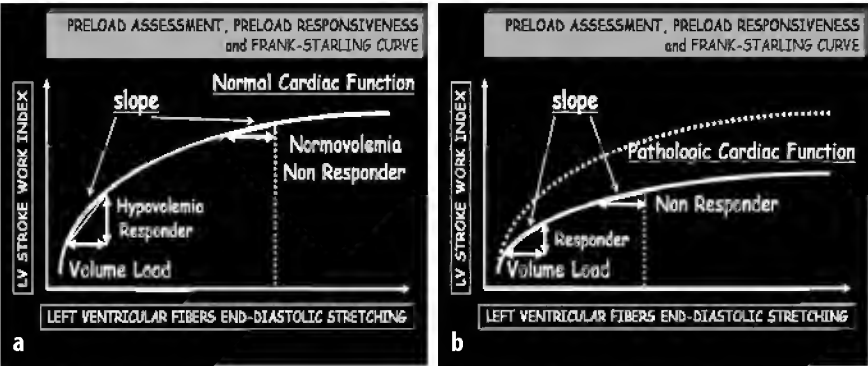 PRELOAD ASSESSMENT, PRELOAD RESPONSIVENESS
and FRANK-STARLING CURVE
LV STROKE WORK INDEX
Normal Cardiac Function
slope
Normovolemia
Non Responder
Hypovolemia
Responder
Volume Load
LEFT VENTRICULAR FIBERS END-DIASTOLIC STRETCHING
a
PRELOAD ASSESSMENT, PRELOAD RESPONSIVENESS
and FRANK-STARLING CURVE
LV STROKE WORK INDEX
slope
Pathologic Cardiac Function
Non Responder
Responder
Volume Load
LEFT VENTRICULAR FIBERS END-DIASTOLIC STRETCHING
b